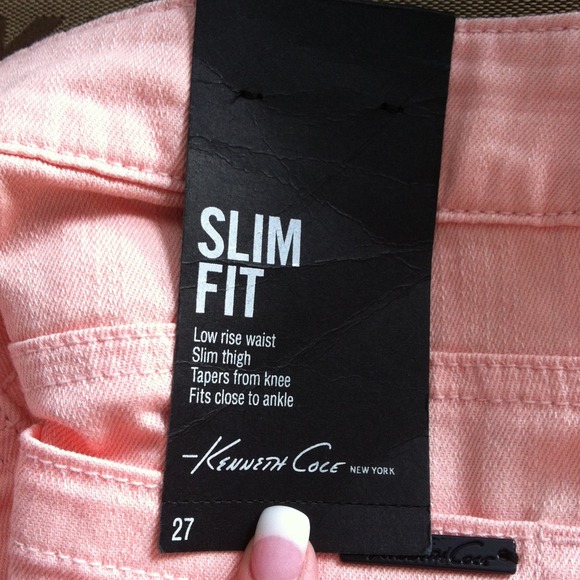 SLIM
FIT
Low rise waist
Slim thigh
Tapers from knee
Fits close to ankle
Kenneth Cole NEW YORK
27
Cole